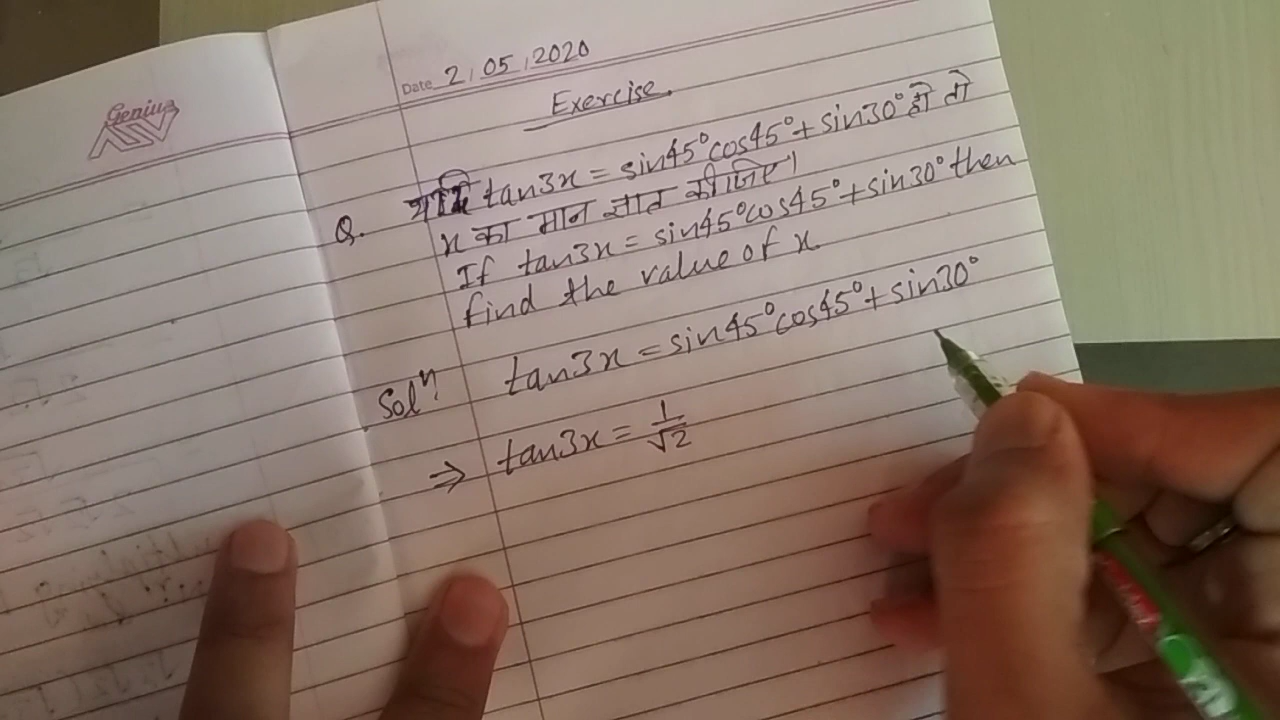 Genius
Date 2/05/2020
Exercise.
Q. यदि tan3x = sin45°cos45° + sin30° हो तो
x का मान ज्ञात कीजिए।
If tan3x = sin45°cos45° + sin30° then
find the value of x.
Solⁿ: tan3x = sin45°cos45° + sin30°
⇒ tan3x = 1/√2